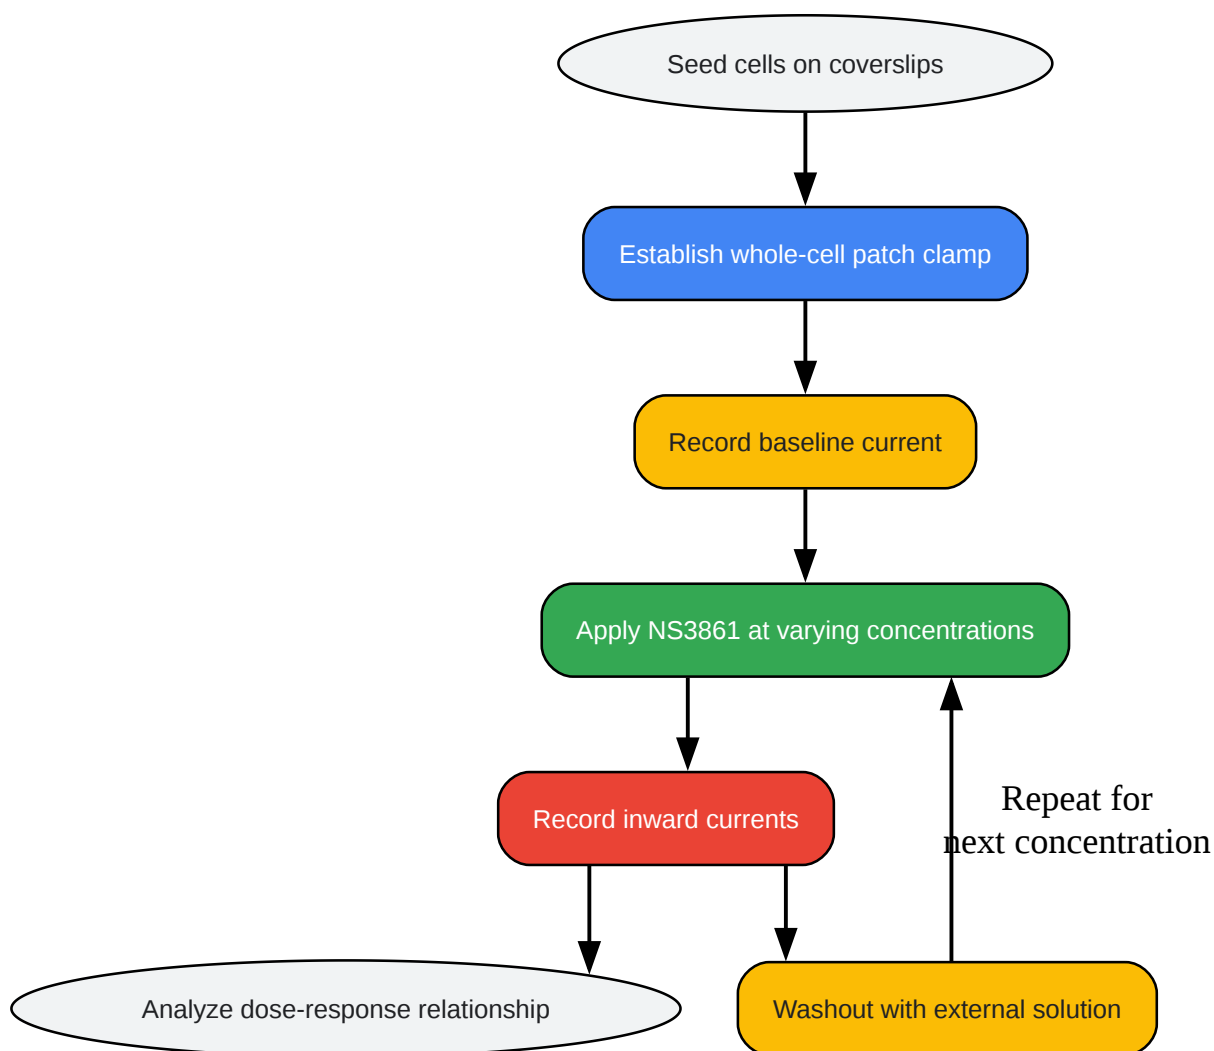 Seed cells on coverslips
Establish whole-cell patch clamp
Record baseline current
Apply NS3861 at varying concentrations
Record inward currents
Repeat for
next concentration
Analyze dose-response relationship
Washout with external solution